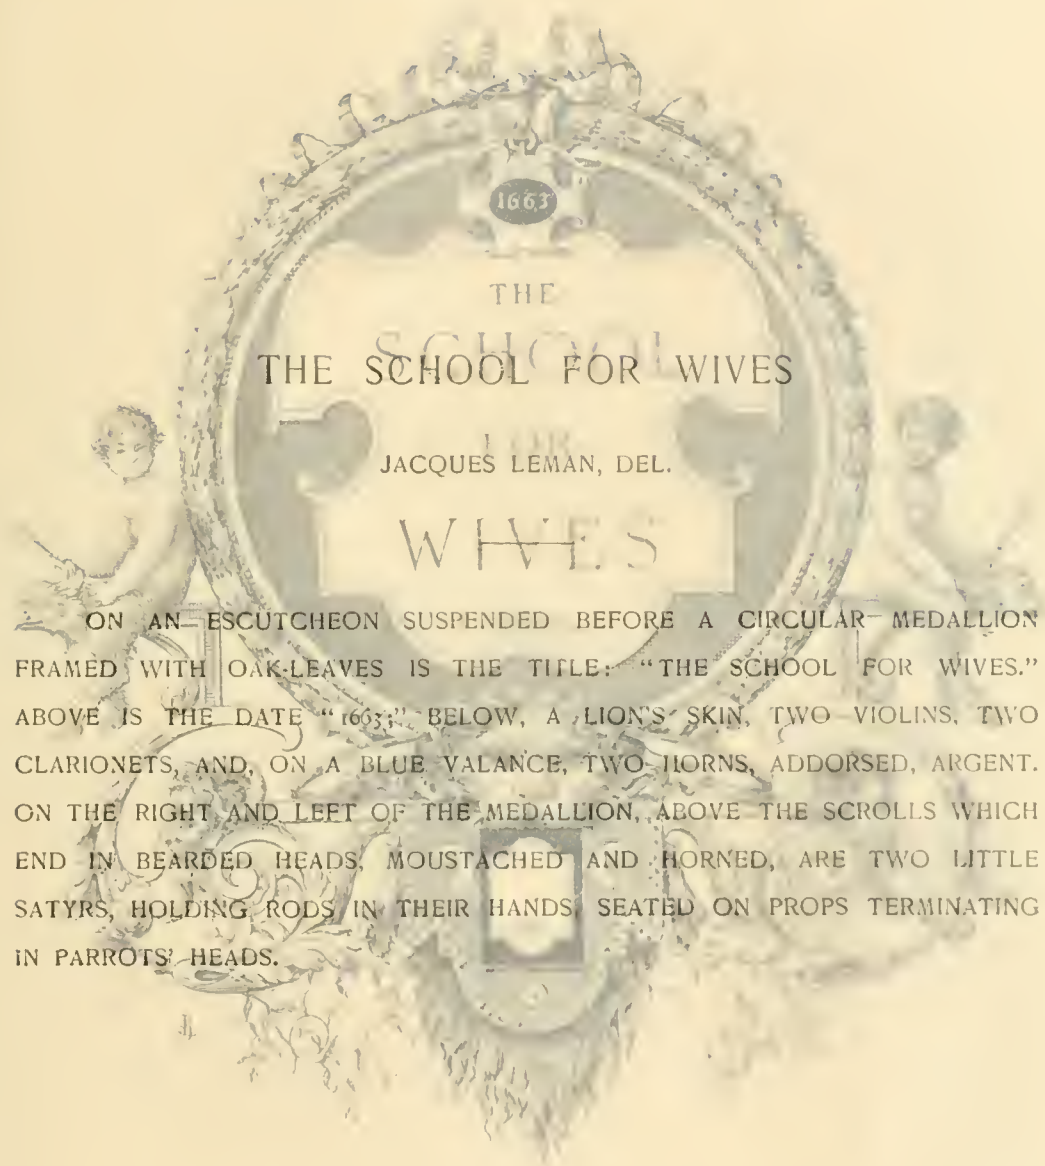 1663
THE
SCHOOL
THE SCHOOL FOR WIVES
FOR
JACQUES LEMAN, DEL.
WIVES
ON AN ESCUTCHEON SUSPENDED BEFORE A CIRCULAR MEDALLION
FRAMED WITH OAK-LEAVES IS THE TITLE: "THE SCHOOL FOR WIVES."
ABOVE IS THE DATE "1663;" BELOW, A LION'S SKIN, TWO VIOLINS, TWO
CLARIONETS, AND, ON A BLUE VALANCE, TWO HORNS, ADDORSED, ARGENT.
ON THE RIGHT AND LEFT OF THE MEDALLION, ABOVE THE SCROLLS WHICH
END IN BEARDED HEADS, MOUSTACHED AND HORNED, ARE TWO LITTLE
SATYRS, HOLDING RODS IN THEIR HANDS, SEATED ON PROPS TERMINATING
IN PARROTS' HEADS.